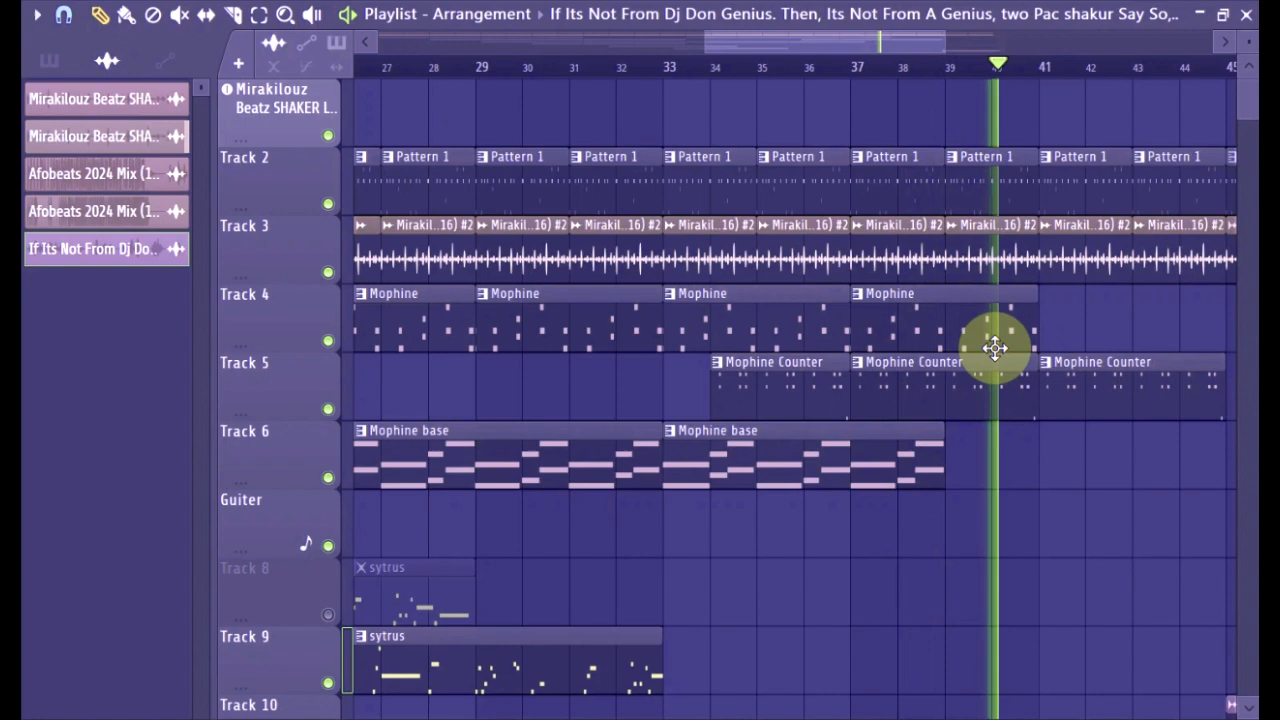 Playlist - Arrangement ▸ If Its Not From Dj Don Genius. Then, Its Not From A Genius, two Pac shakur Say So,..
27 28 29 30 31 32 33 34 35 36 37 38 39 40 41 42 43 44 45
Mirakilouz Beatz SHA..
Mirakilouz Beatz SHA..
Afobeats 2024 Mix (1..
Afobeats 2024 Mix (1..
If Its Not From Dj Do..
Mirakilouz
Beatz SHAKER L..
Track 2
Pattern 1 Pattern 1 Pattern 1 Pattern 1 Pattern 1 Pattern 1 Pattern 1 Pattern 1 Pattern 1
Track 3
Mirakil..16) #2 Mirakil..16) #2 Mirakil..16) #2 Mirakil..16) #2 Mirakil..16) #2 Mirakil..16) #2 Mirakil..16) #2 Mirakil..16) #2 Mirakil..16) #2
Track 4
Mophine Mophine Mophine Mophine
Track 5
Mophine Counter Mophine Counter Mophine Counter
Track 6
Mophine base Mophine base
Guiter
Track 8
sytrus
Track 9
sytrus
Track 10